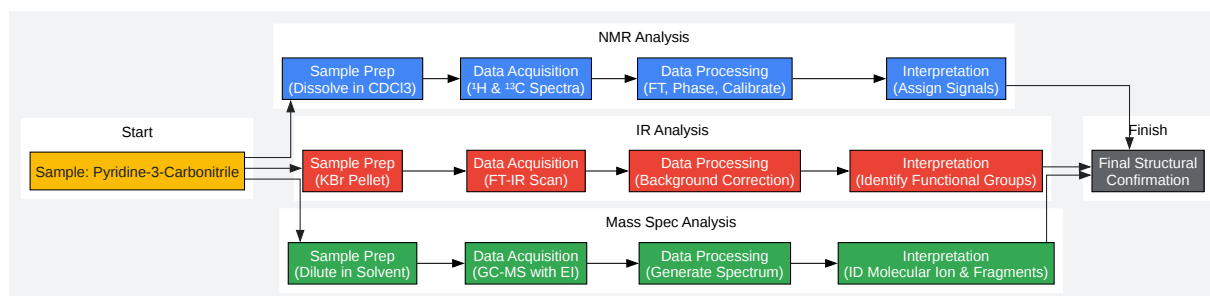 NMR Analysis
Sample Prep
(Dissolve in CDCl3)
Data Acquisition
(¹H & ¹³C Spectra)
Data Processing
(FT, Phase, Calibrate)
Interpretation
(Assign Signals)
Start
Sample: Pyridine-3-Carbonitrile
IR Analysis
Sample Prep
(KBr Pellet)
Data Acquisition
(FT-IR Scan)
Data Processing
(Background Correction)
Interpretation
(Identify Functional Groups)
Finish
Final Structural
Confirmation
Mass Spec Analysis
Sample Prep
(Dilute in Solvent)
Data Acquisition
(GC-MS with EI)
Data Processing
(Generate Spectrum)
Interpretation
(ID Molecular Ion & Fragments)